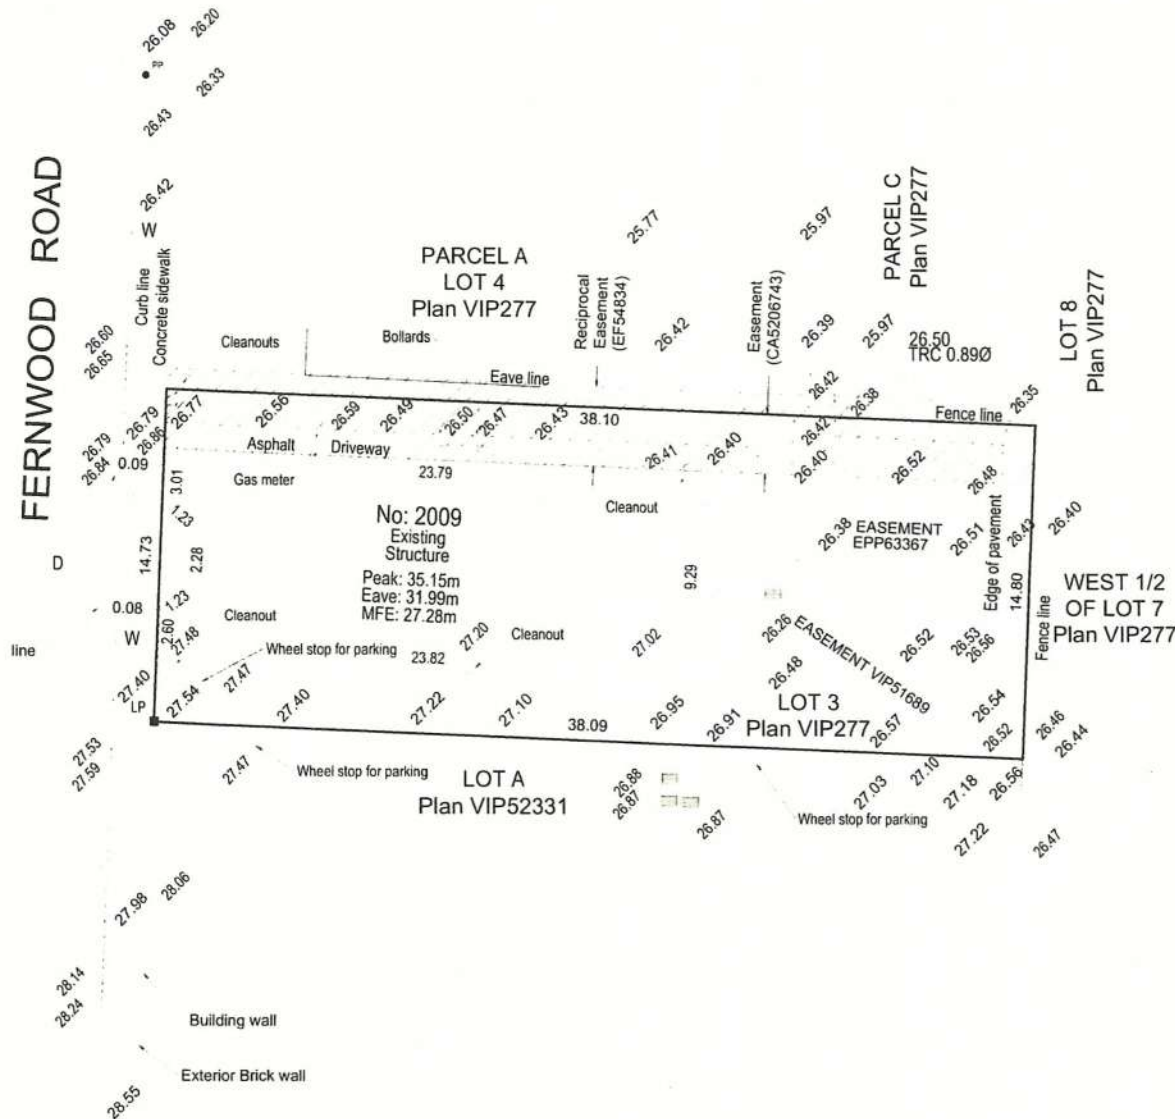 26.08
26.20
PP
26.33
26.43
26.42
W
FERNWOOD ROAD
Curb line
Concrete sidewalk
26.60
26.65
Cleanouts
PARCEL A
LOT 4
Plan VIP277
Bollards
Eave line
25.77
Reciprocal
Easement
(EF54834)
26.42
25.97
Easement
(CA5206743)
26.39
25.97
PARCEL C
Plan VIP277
26.50
TRC 0.89Ø
LOT 8
Plan VIP277
26.42
26.38
Fence line
26.35
26.79
26.77
26.56
26.59
26.49
26.50
26.47
26.43
38.10
26.42
26.79
26.84
26.86
0.09
Asphalt Driveway
26.41
26.40
26.40
26.52
26.48
3.01
Gas meter
23.79
Cleanout
1.23
No: 2009
Existing
Structure
Peak: 35.15m
Eave: 31.99m
MFE: 27.28m
26.38
EASEMENT
EPP63367
26.51
Edge of pavement
26.43
26.40
D
14.73
2.28
9.29
14.80
WEST 1/2
OF LOT 7
Plan VIP277
0.08
1.23
W
2.60
27.48
Cleanout
27.20
Cleanout
27.02
26.26
EASEMENT VIP51689
26.52
26.53
26.56
Fence line
line
Wheel stop for parking
23.82
27.40
LP
27.54
27.47
27.40
27.22
27.10
38.09
26.95
26.91
26.48
LOT 3
Plan VIP277
26.57
26.54
26.52
26.46
26.44
27.53
27.59
27.47
Wheel stop for parking
LOT A
Plan VIP52331
26.88
26.87
26.87
Wheel stop for parking
27.03
27.10
27.18
26.56
27.22
26.47
27.98
28.06
28.14
28.24
Building wall
Exterior Brick wall
28.55